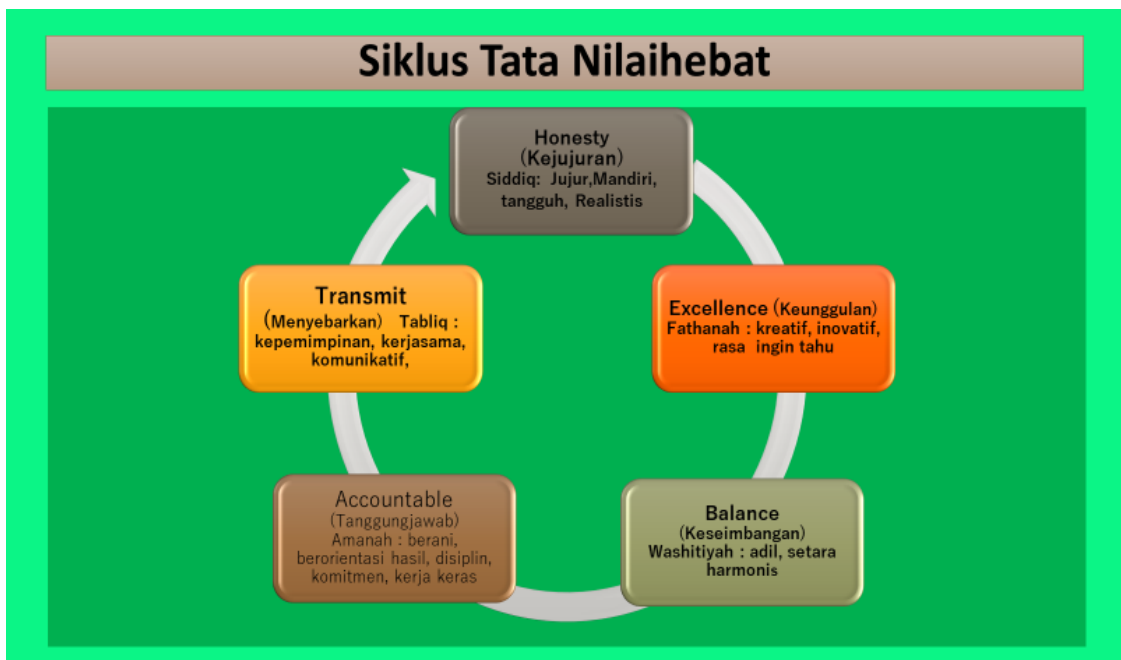 Siklus Tata Nilaihebat
Honesty
(Kejujuran)
Siddiq: Jujur,Mandiri,
tangguh, Realistis
Excellence (Keunggulan)
Fathanah : kreatif, inovatif,
rasa ingin tahu
Balance
(Keseimbangan)
Washitiyah : adil, setara
harmonis
Accountable
(Tanggungjawab)
Amanah : berani,
berorientasi hasil, disiplin,
komitmen, kerja keras
Transmit
(Menyebarkan) Tabliq :
kepemimpinan, kerjasama,
komunikatif,